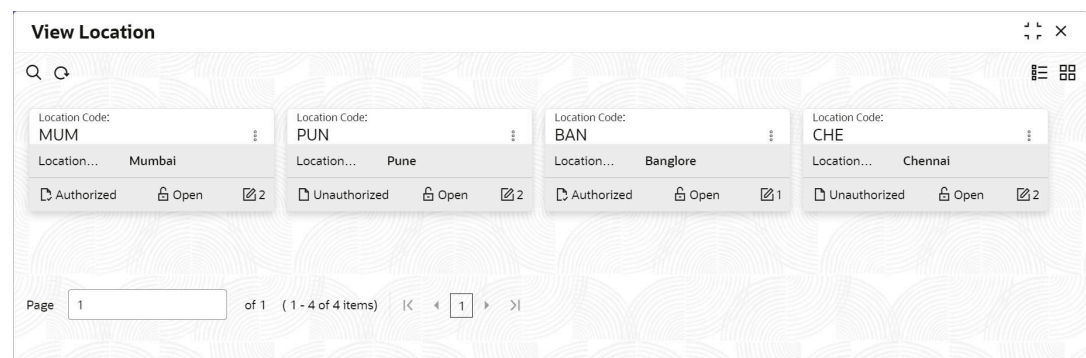 View Location
Location Code:
MUM
Location... Mumbai
Authorized Open 2
Location Code:
PUN
Location... Pune
Unauthorized Open 2
Location Code:
BAN
Location... Banglore
Authorized Open 1
Location Code:
CHE
Location... Chennai
Unauthorized Open 2
Page 1 of 1 ( 1 - 4 of 4 items) 1